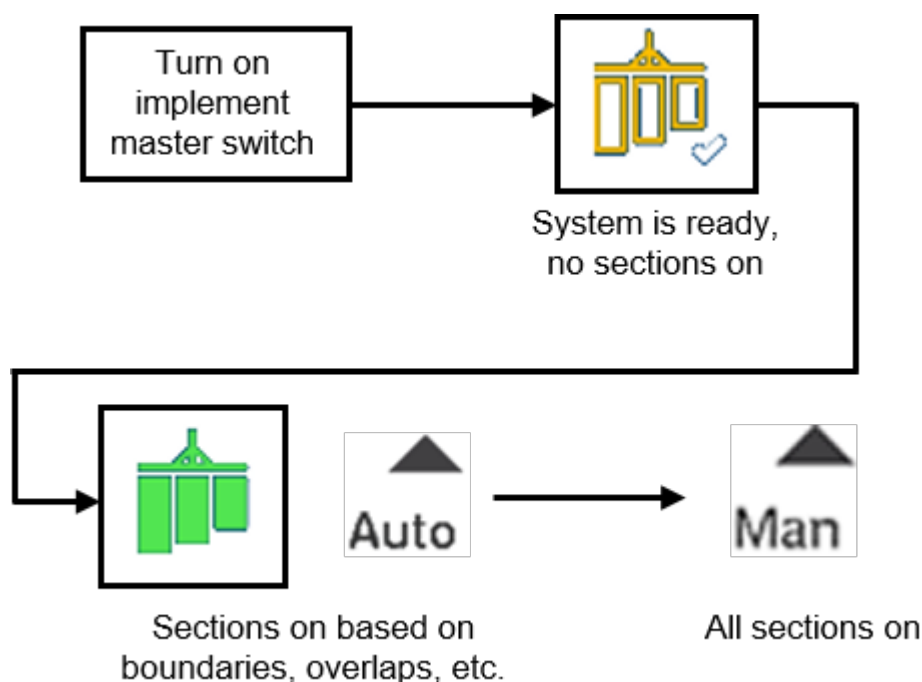 Turn on
implement
master switch
System is ready,
no sections on
Auto
Man
Sections on based on
boundaries, overlaps, etc.
All sections on